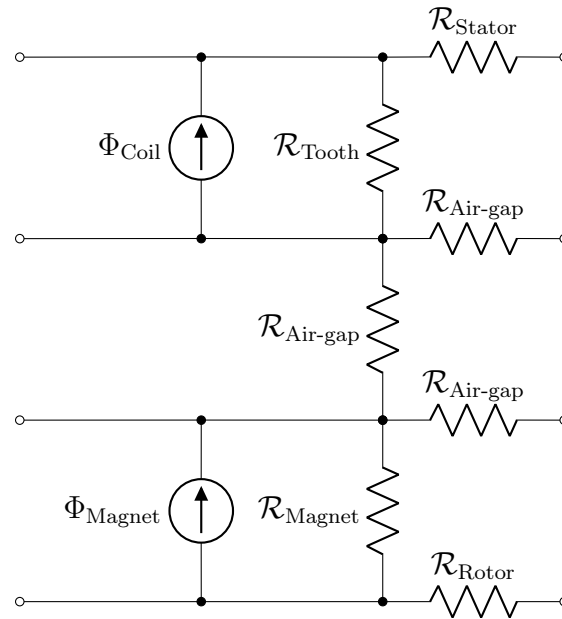 ℛ_Stator
Φ_Coil
ℛ_Tooth
ℛ_Air-gap
ℛ_Air-gap
ℛ_Air-gap
Φ_Magnet
ℛ_Magnet
ℛ_Rotor